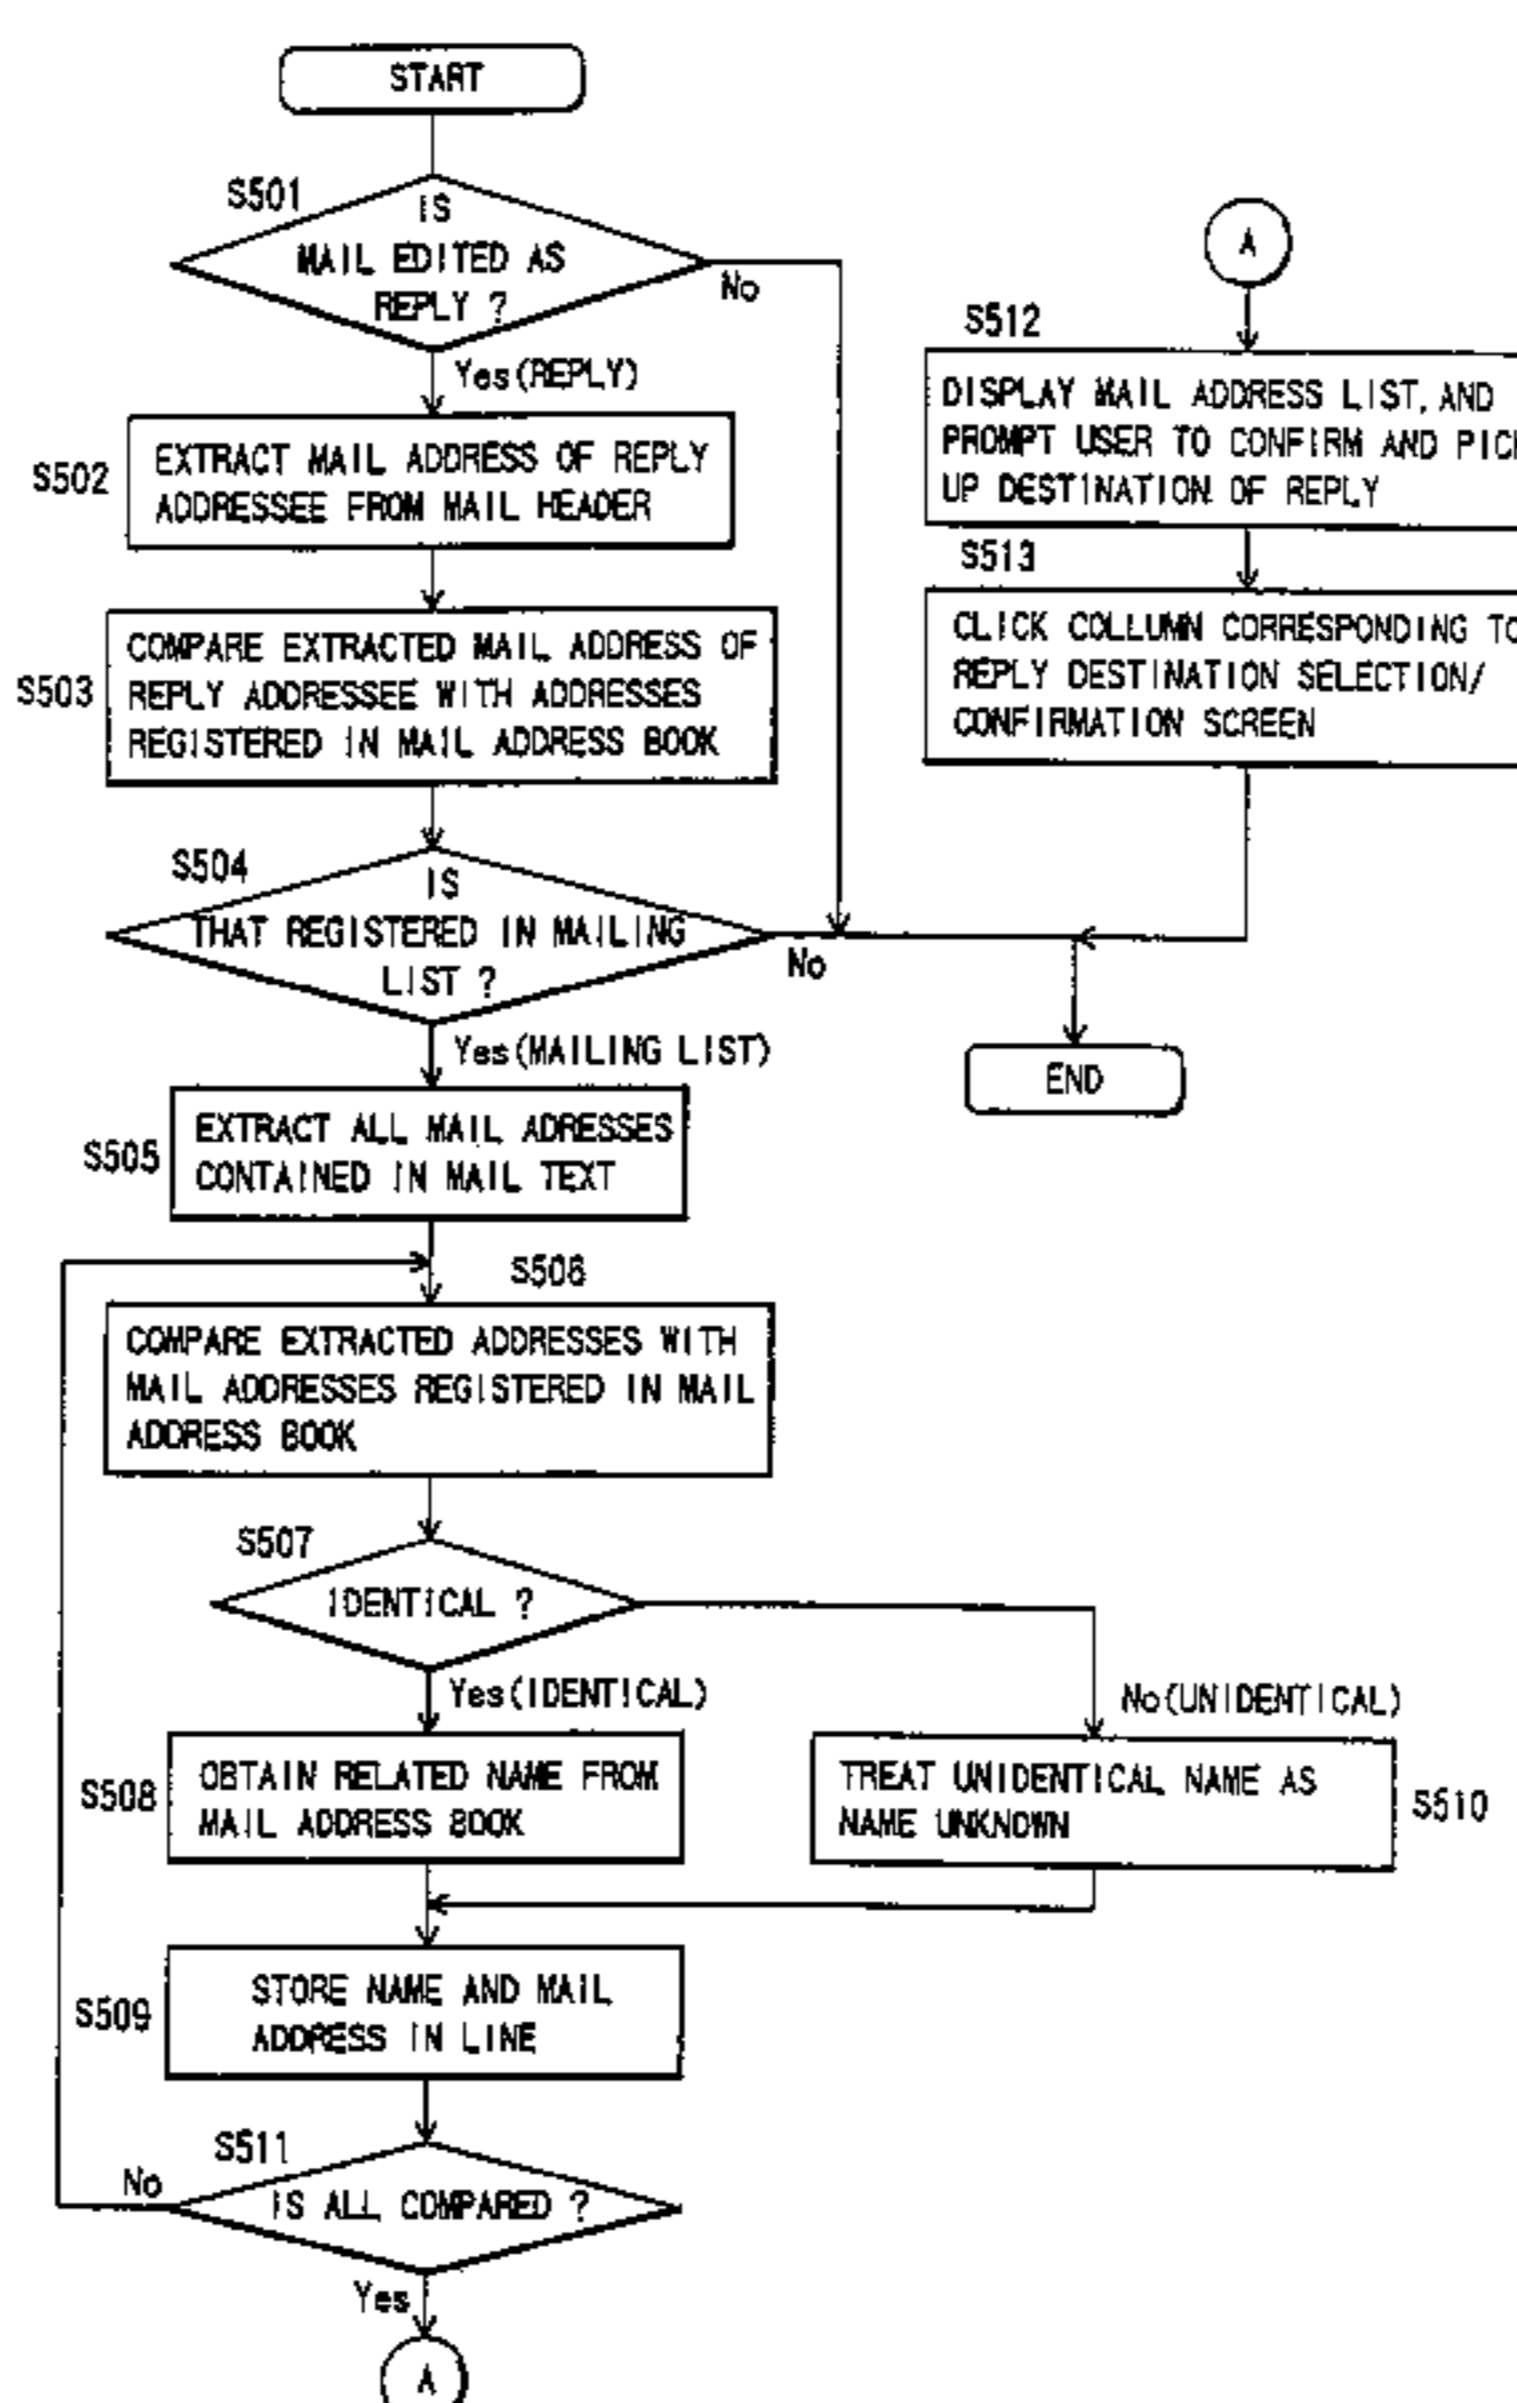 START
S501
IS
MAIL EDITED AS
REPLY ?
No
Yes(REPLY)
S502
EXTRACT MAIL ADDRESS OF REPLY
ADDRESSEE FROM MAIL HEADER
S503
COMPARE EXTRACTED MAIL ADDRESS OF
REPLY ADDRESSEE WITH ADDRESSES
REGISTERED IN MAIL ADDRESS BOOK
S504
IS
THAT REGISTERED IN MAILING
LIST ?
No
Yes(MAILING LIST)
S505
EXTRACT ALL MAIL ADRESSES
CONTAINED IN MAIL TEXT
S506
COMPARE EXTRACTED ADDRESSES WITH
MAIL ADDRESSES REGISTERED IN MAIL
ADDRESS BOOK
S507
IDENTICAL ?
Yes(IDENTICAL)
No(UNIDENTICAL)
S508
OBTAIN RELATED NAME FROM
MAIL ADDRESS BOOK
TREAT UNIDENTICAL NAME AS
NAME UNKNOWN
S510
S509
STORE NAME AND MAIL
ADDRESS IN LINE
S511
No
IS ALL COMPARED ?
Yes
A
A
S512
DISPLAY MAIL ADDRESS LIST, AND
PROMPT USER TO CONFIRM AND PICK
UP DESTINATION OF REPLY
S513
CLICK COLLUMN CORRESPONDING TO
REPLY DESTINATION SELECTION/
CONFIRMATION SCREEN
END